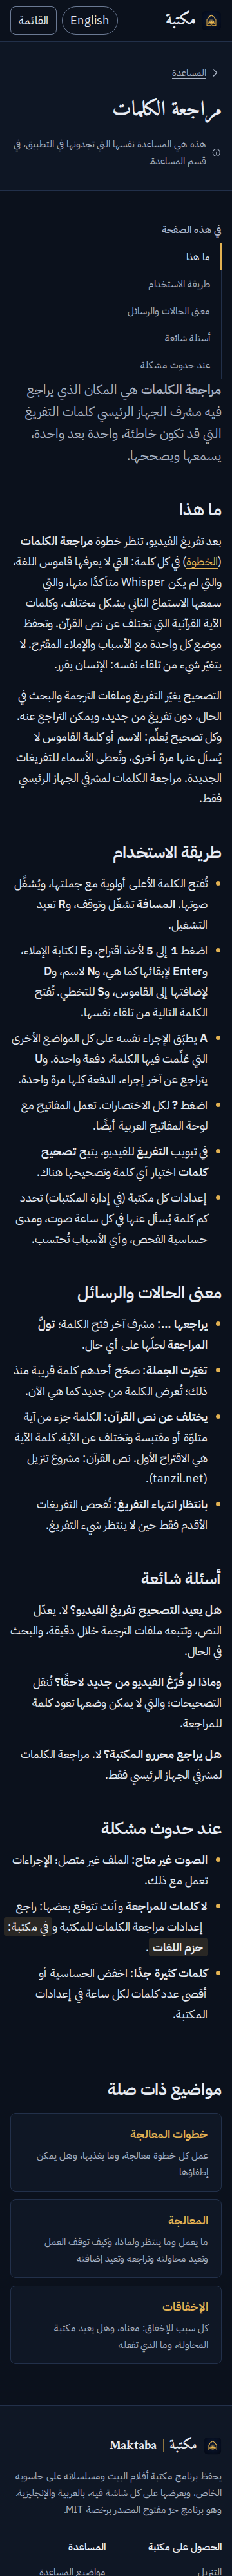 مكتبة
English
القائمة
المساعدة
مراجعة الكلمات
هذه هي المساعدة نفسها التي تجدونها في التطبيق، في
قسم المساعدة.
في هذه الصفحة
ما هذا
طريقة الاستخدام
معنى الحالات والرسائل
أسئلة شائعة
عند حدوث مشكلة
مراجعة الكلمات هي المكان الذي يراجع
فيه مشرف الجهاز الرئيسي كلمات التفريغ
التي قد تكون خاطئة، واحدة بعد واحدة،
يسمعها ويصححها.
ما هذا
بعد تفريغ الفيديو، تنظر خطوة مراجعة الكلمات
(الخطوة) في كل كلمة: التي لا يعرفها قاموس اللغة،
والتي لم يكن Whisper متأكدًا منها، والتي
سمعها الاستماع الثاني بشكل مختلف، وكلمات
الآية القرآنية التي تختلف عن نص القرآن. وتحفظ
موضع كل واحدة مع الأسباب والإملاء المقترح. لا
يتغيّر شيء من تلقاء نفسه: الإنسان يقرر.
التصحيح يغيّر التفريغ وملفات الترجمة والبحث في
الحال، دون تفريغ من جديد، ويمكن التراجع عنه.
وكل تصحيح يُعلِّم: الاسم أو كلمة القاموس لا
يُسأل عنها مرة أخرى، وتُعطى الأسماء للتفريغات
الجديدة. مراجعة الكلمات لمشرفي الجهاز الرئيسي
فقط.
طريقة الاستخدام
تُفتح الكلمة الأعلى أولوية مع جملتها، ويُشغَّل
صوتها. المسافة تشغّل وتوقف، وR تعيد
التشغيل.
اضغط 1 إلى 5 لأخذ اقتراح، وE لكتابة الإملاء،
وEnter لإبقائها كما هي، وN لاسم، وD
لإضافتها إلى القاموس، وS للتخطي. تُفتح
الكلمة التالية من تلقاء نفسها.
A يطبّق الإجراء نفسه على كل المواضع الأخرى
التي عُلِّمت فيها الكلمة، دفعة واحدة. وU
يتراجع عن آخر إجراء، الدفعة كلها مرة واحدة.
اضغط ? لكل الاختصارات. تعمل المفاتيح مع
لوحة المفاتيح العربية أيضًا.
في تبويب التفريغ للفيديو، يتيح تصحيح
كلمات اختيار أي كلمة وتصحيحها هناك.
إعدادات كل مكتبة (في إدارة المكتبات) تحدد
كم كلمة يُسأل عنها في كل ساعة صوت، ومدى
حساسية الفحص، وأي الأسباب تُحتسب.
معنى الحالات والرسائل
يراجعها …: مشرف آخر فتح الكلمة؛ تولَّ
المراجعة لحلّها على أي حال.
تغيّرت الجملة: صحّح أحدهم كلمة قريبة منذ
ذلك؛ تُعرض الكلمة من جديد كما هي الآن.
يختلف عن نص القرآن: الكلمة جزء من آية
متلوّة أو مقتبسة وتختلف عن الآية. كلمة الآية
هي الاقتراح الأول. نص القرآن: مشروع تنزيل
(tanzil.net).
بانتظار انتهاء التفريغ: تُفحص التفريغات
الأقدم فقط حين لا ينتظر شيء التفريغ.
أسئلة شائعة
هل يعيد التصحيح تفريغ الفيديو؟ لا. يعدّل
النص، وتتبعه ملفات الترجمة خلال دقيقة، والبحث
في الحال.
وماذا لو فُرّغ الفيديو من جديد لاحقًا؟ تُنقل
التصحيحات؛ والتي لا يمكن وضعها تعود كلمة
للمراجعة.
هل يراجع محررو المكتبة؟ لا. مراجعة الكلمات
لمشرفي الجهاز الرئيسي فقط.
عند حدوث مشكلة
الصوت غير متاح: الملف غير متصل؛ الإجراءات
تعمل مع ذلك.
لا كلمات للمراجعة وأنت تتوقع بعضها: راجع
إعدادات مراجعة الكلمات للمكتبة و في مكتبة:
حزم اللغات .
كلمات كثيرة جدًا: اخفض الحساسية أو
أقصى عدد كلمات لكل ساعة في إعدادات
المكتبة.
مواضيع ذات صلة
خطوات المعالجة
عمل كل خطوة معالجة، وما يغذيها، وهل يمكن
إطفاؤها
المعالجة
ما يعمل وما ينتظر ولماذا، وكيف توقف العمل
وتعيد محاولته وتراجعه وتعيد إضافته
الإخفاقات
كل سبب للإخفاق: معناه، وهل يعيد مكتبة
المحاولة، وما الذي تفعله
مكتبة | Maktaba
يحفظ برنامج مكتبة أفلام البيت ومسلسلاته على حاسوبه
الخاص، ويعرضها على كل شاشة فيه، بالعربية والإنجليزية.
وهو برنامج حرّ مفتوح المصدر برخصة MIT.
الحصول على مكتبة
المساعدة
التنزيل
مواضيع المساعدة